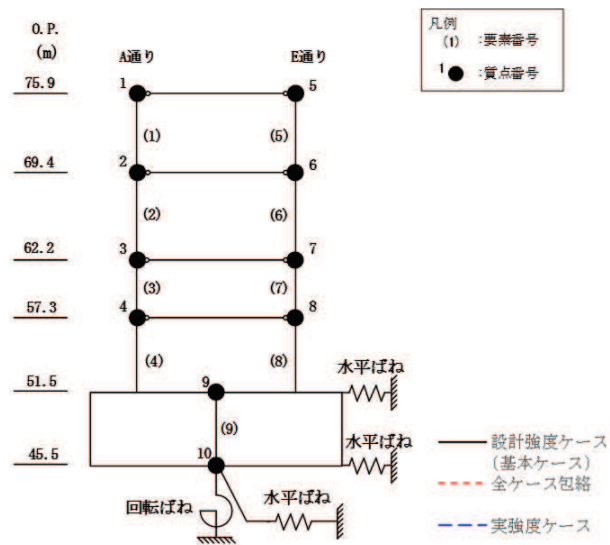 O.P.
(m)
A通り
E通り
凡例
(1) :要素番号
1 :質点番号
75.9
1
5
(1)
(5)
69.4
2
6
(2)
(6)
62.2
3
7
(3)
(7)
57.3
4
8
(4)
(8)
水平ばね
51.5
9
(9)
水平ばね
45.5
10
回転ばね
水平ばね
設計強度ケース
(基本ケース)
全ケース包絡
実強度ケース